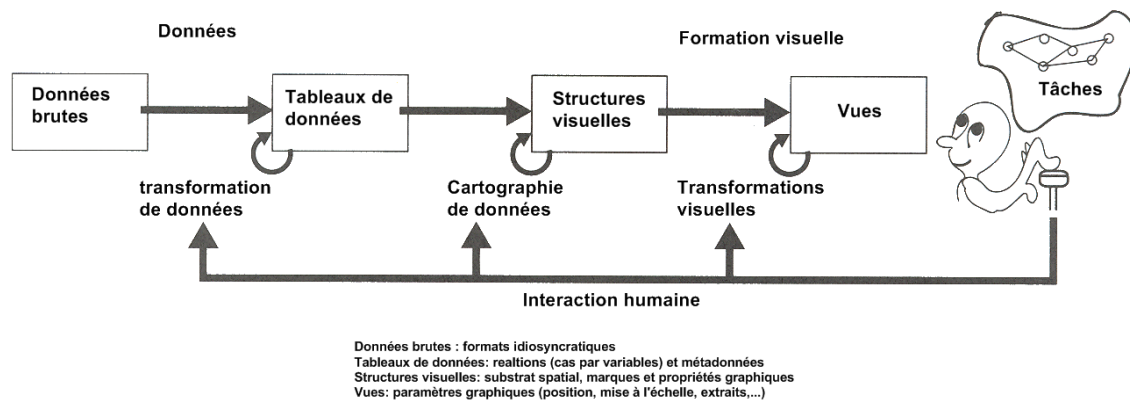 Données
Formation visuelle
Tâches
Données
brutes
Tableaux de
données
Structures
visuelles
Vues
transformation
de données
Cartographie
de données
Transformations
visuelles
Interaction humaine
Données brutes : formats idiosyncratiques
Tableaux de données: realtions (cas par variables) et métadonnées
Structures visuelles: substrat spatial, marques et propriétés graphiques
Vues: paramètres graphiques (position, mise à l'échelle, extraits,...)